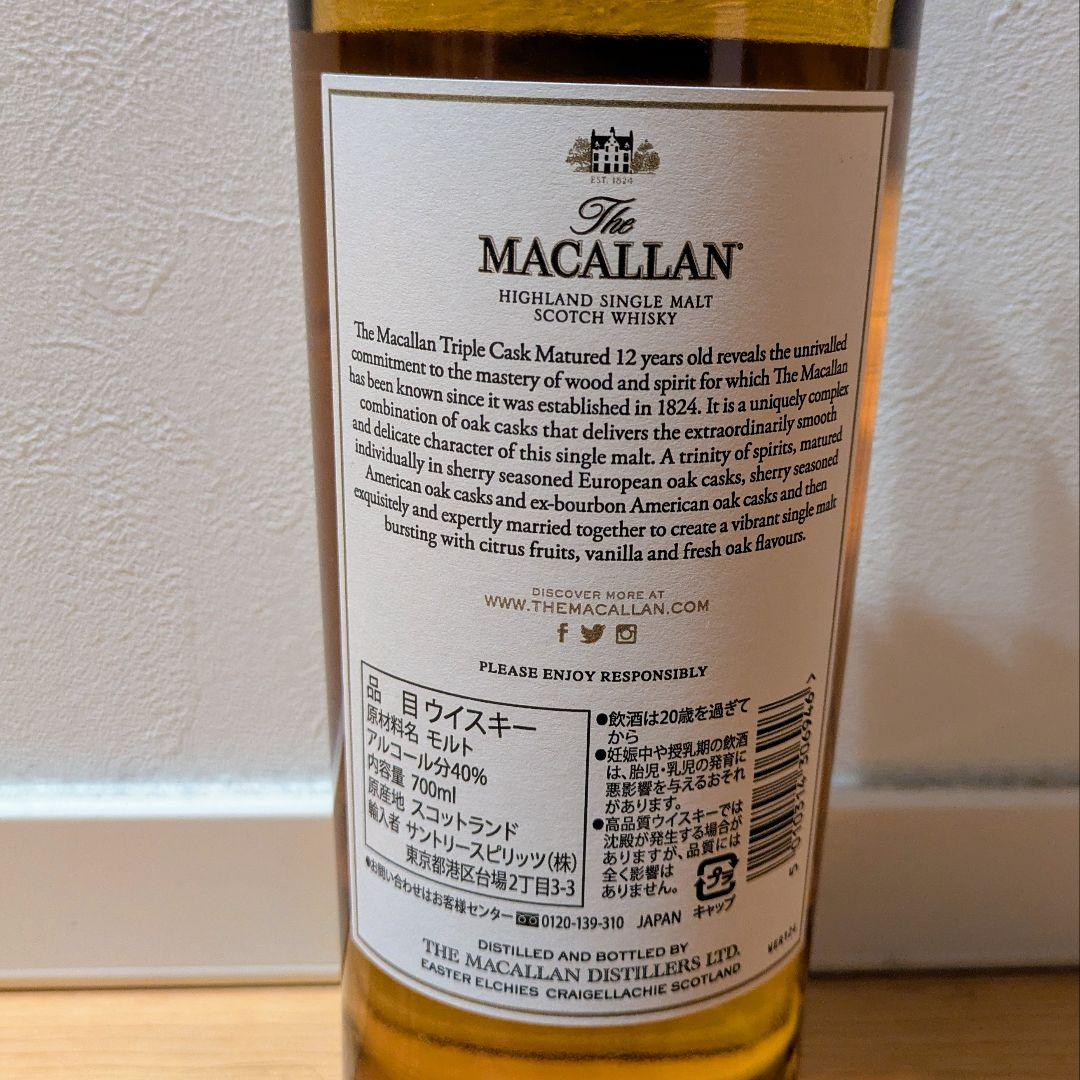 EST. 1824
The
MACALLAN
HIGHLAND SINGLE MALT
SCOTCH WHISKY
The Macallan Triple Cask Matured 12 years old reveals the unrivalled
commitment to the mastery of wood and spirit for which The Macallan
has been known since it was established in 1824. It is a uniquely complex
combination of oak casks that delivers the extraordinarily smooth
and delicate character of this single malt. A trinity of spirits, matured
individually in sherry seasoned European oak casks, sherry seasoned
American oak casks and ex-bourbon American oak casks and then
exquisitely and expertly married together to create a vibrant single malt
bursting with citrus fruits, vanilla and fresh oak flavours.
DISCOVER MORE AT
WWW.THEMACALLAN.COM
PLEASE ENJOY RESPONSIBLY
品 目 ウイスキー
原材料名 モルト
アルコール分40%
内容量 700ml
原産地 スコットランド
輸入者 サントリースピリッツ(株)
東京都港区台場2丁目3-3
●お問い合わせはお客様センター 0120-139-310 JAPAN
●飲酒は20歳を過ぎて
から
●妊娠中や授乳期の飲酒
は、胎児・乳児の発育に
悪影響を与えるおそれ
があります。
●高品質ウイスキーでは
沈殿が発生する場合が
ありますが、品質には
全く影響は
ありません。
プラ
キャップ
5 010314 306946 >
DISTILLED AND BOTTLED BY
THE MACALLAN DISTILLERS LTD.
EASTER ELCHIES CRAIGELLACHIE SCOTLAND